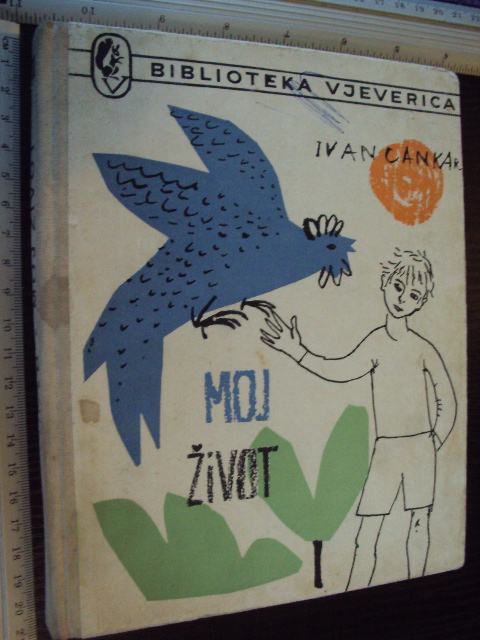 BIBLIOTEKA VJEVERICA
IVAN CANKAR
MOJ
ŽIVOT